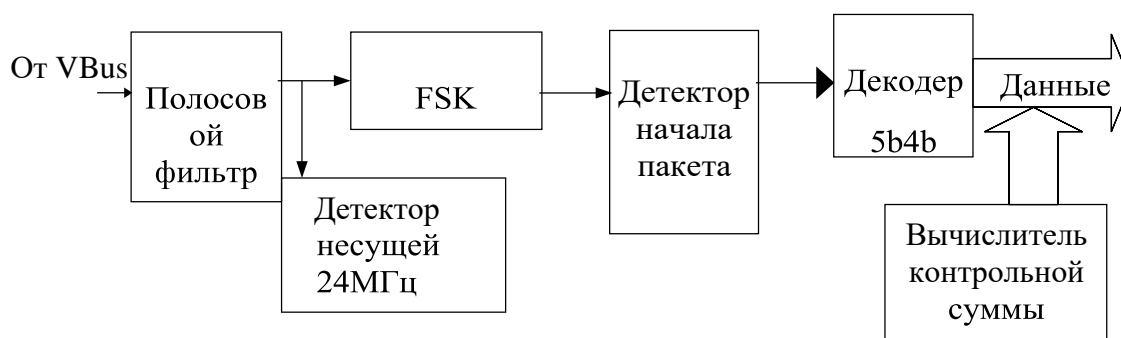 От VBus
Полосов
ой
фильтр
FSK
Детектор
несущей
24МГц
Детектор
начала
пакета
Декодер
5b4b
Данные
Вычислитель
контрольной
суммы